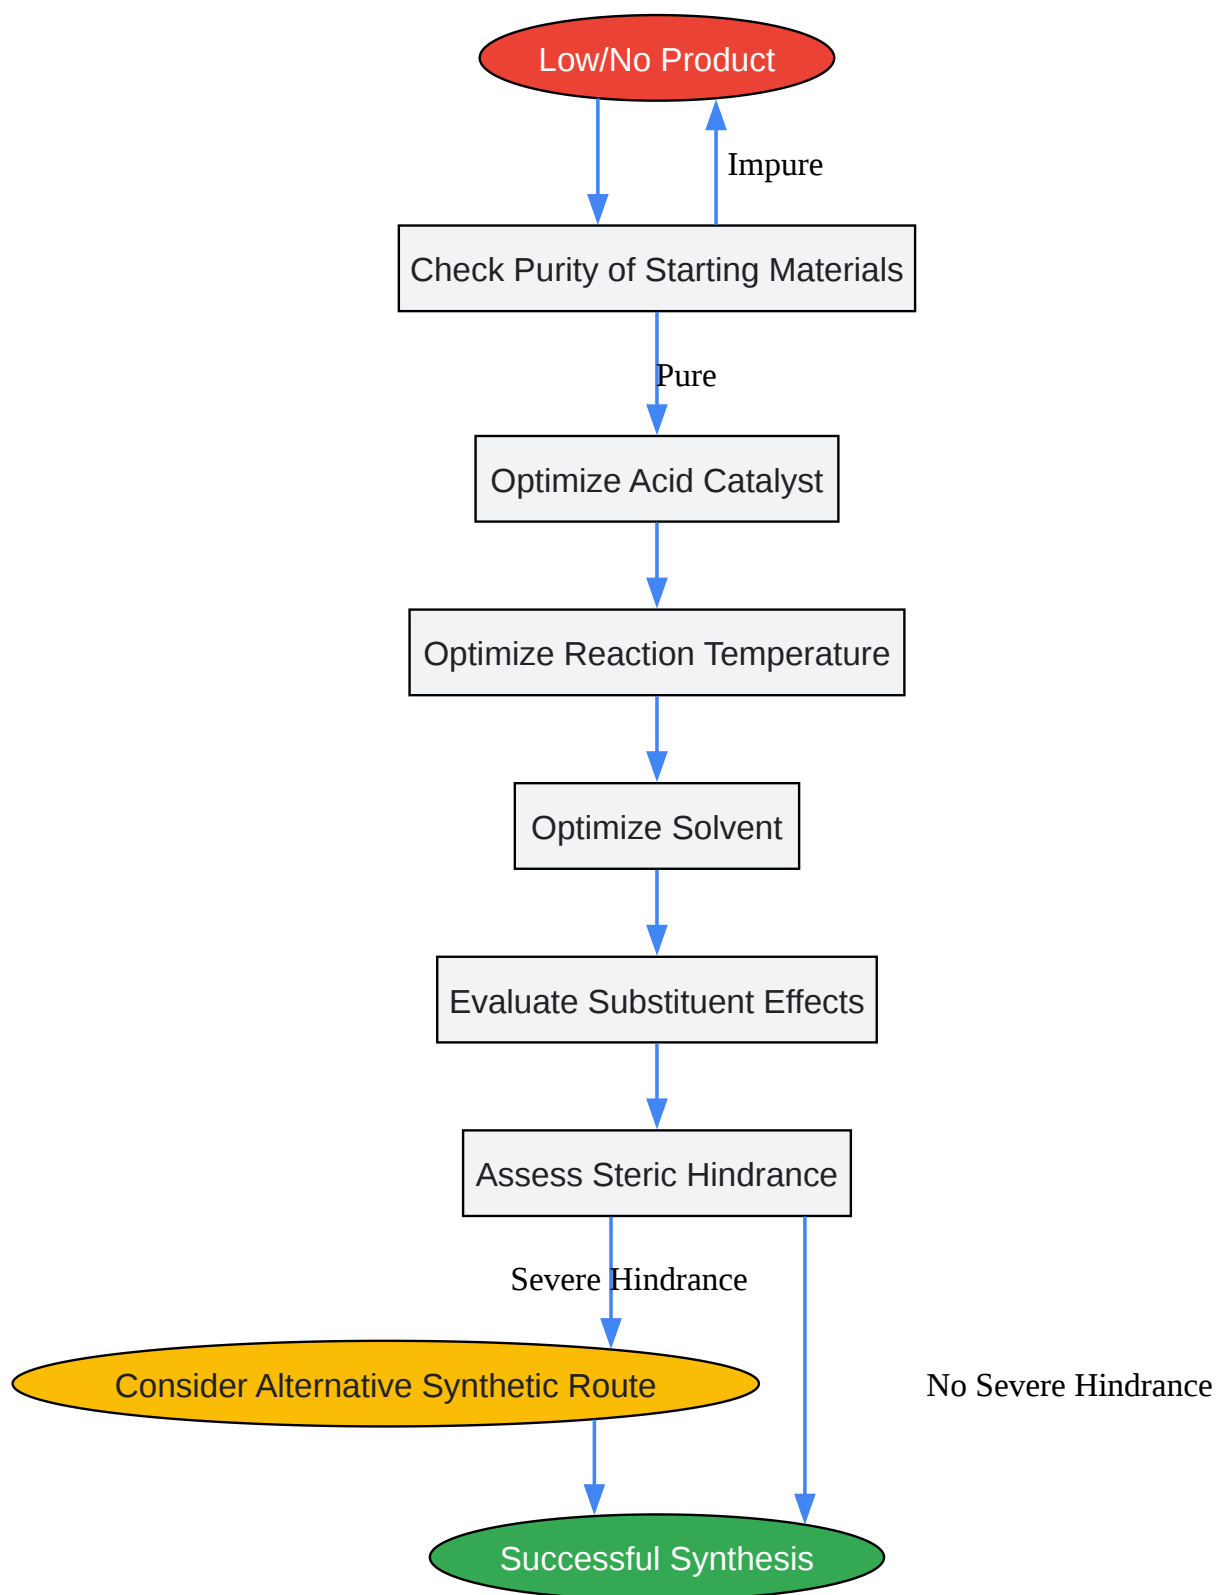 Low/No Product
Impure
Check Purity of Starting Materials
Pure
Optimize Acid Catalyst
Optimize Reaction Temperature
Optimize Solvent
Evaluate Substituent Effects
Assess Steric Hindrance
Severe Hindrance
Consider Alternative Synthetic Route
No Severe Hindrance
Successful Synthesis